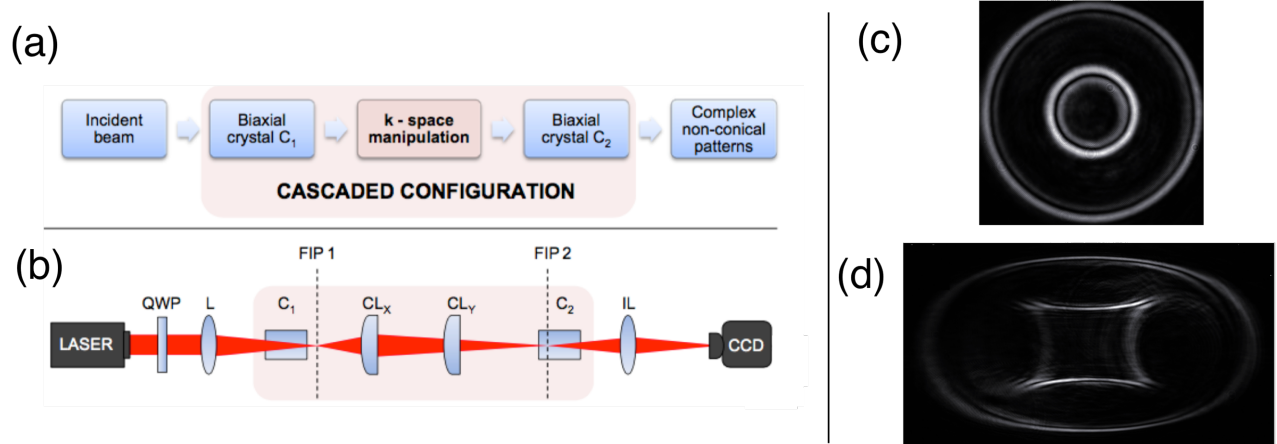 (a)
Incident
beam
Biaxial
crystal C1
k - space
manipulation
Biaxial
crystal C2
Complex
non-conical
patterns
CASCADED CONFIGURATION
(b)
FIP 1
FIP 2
QWP
L
C1
CLX
CLY
C2
IL
LASER
CCD
(c)
(d)